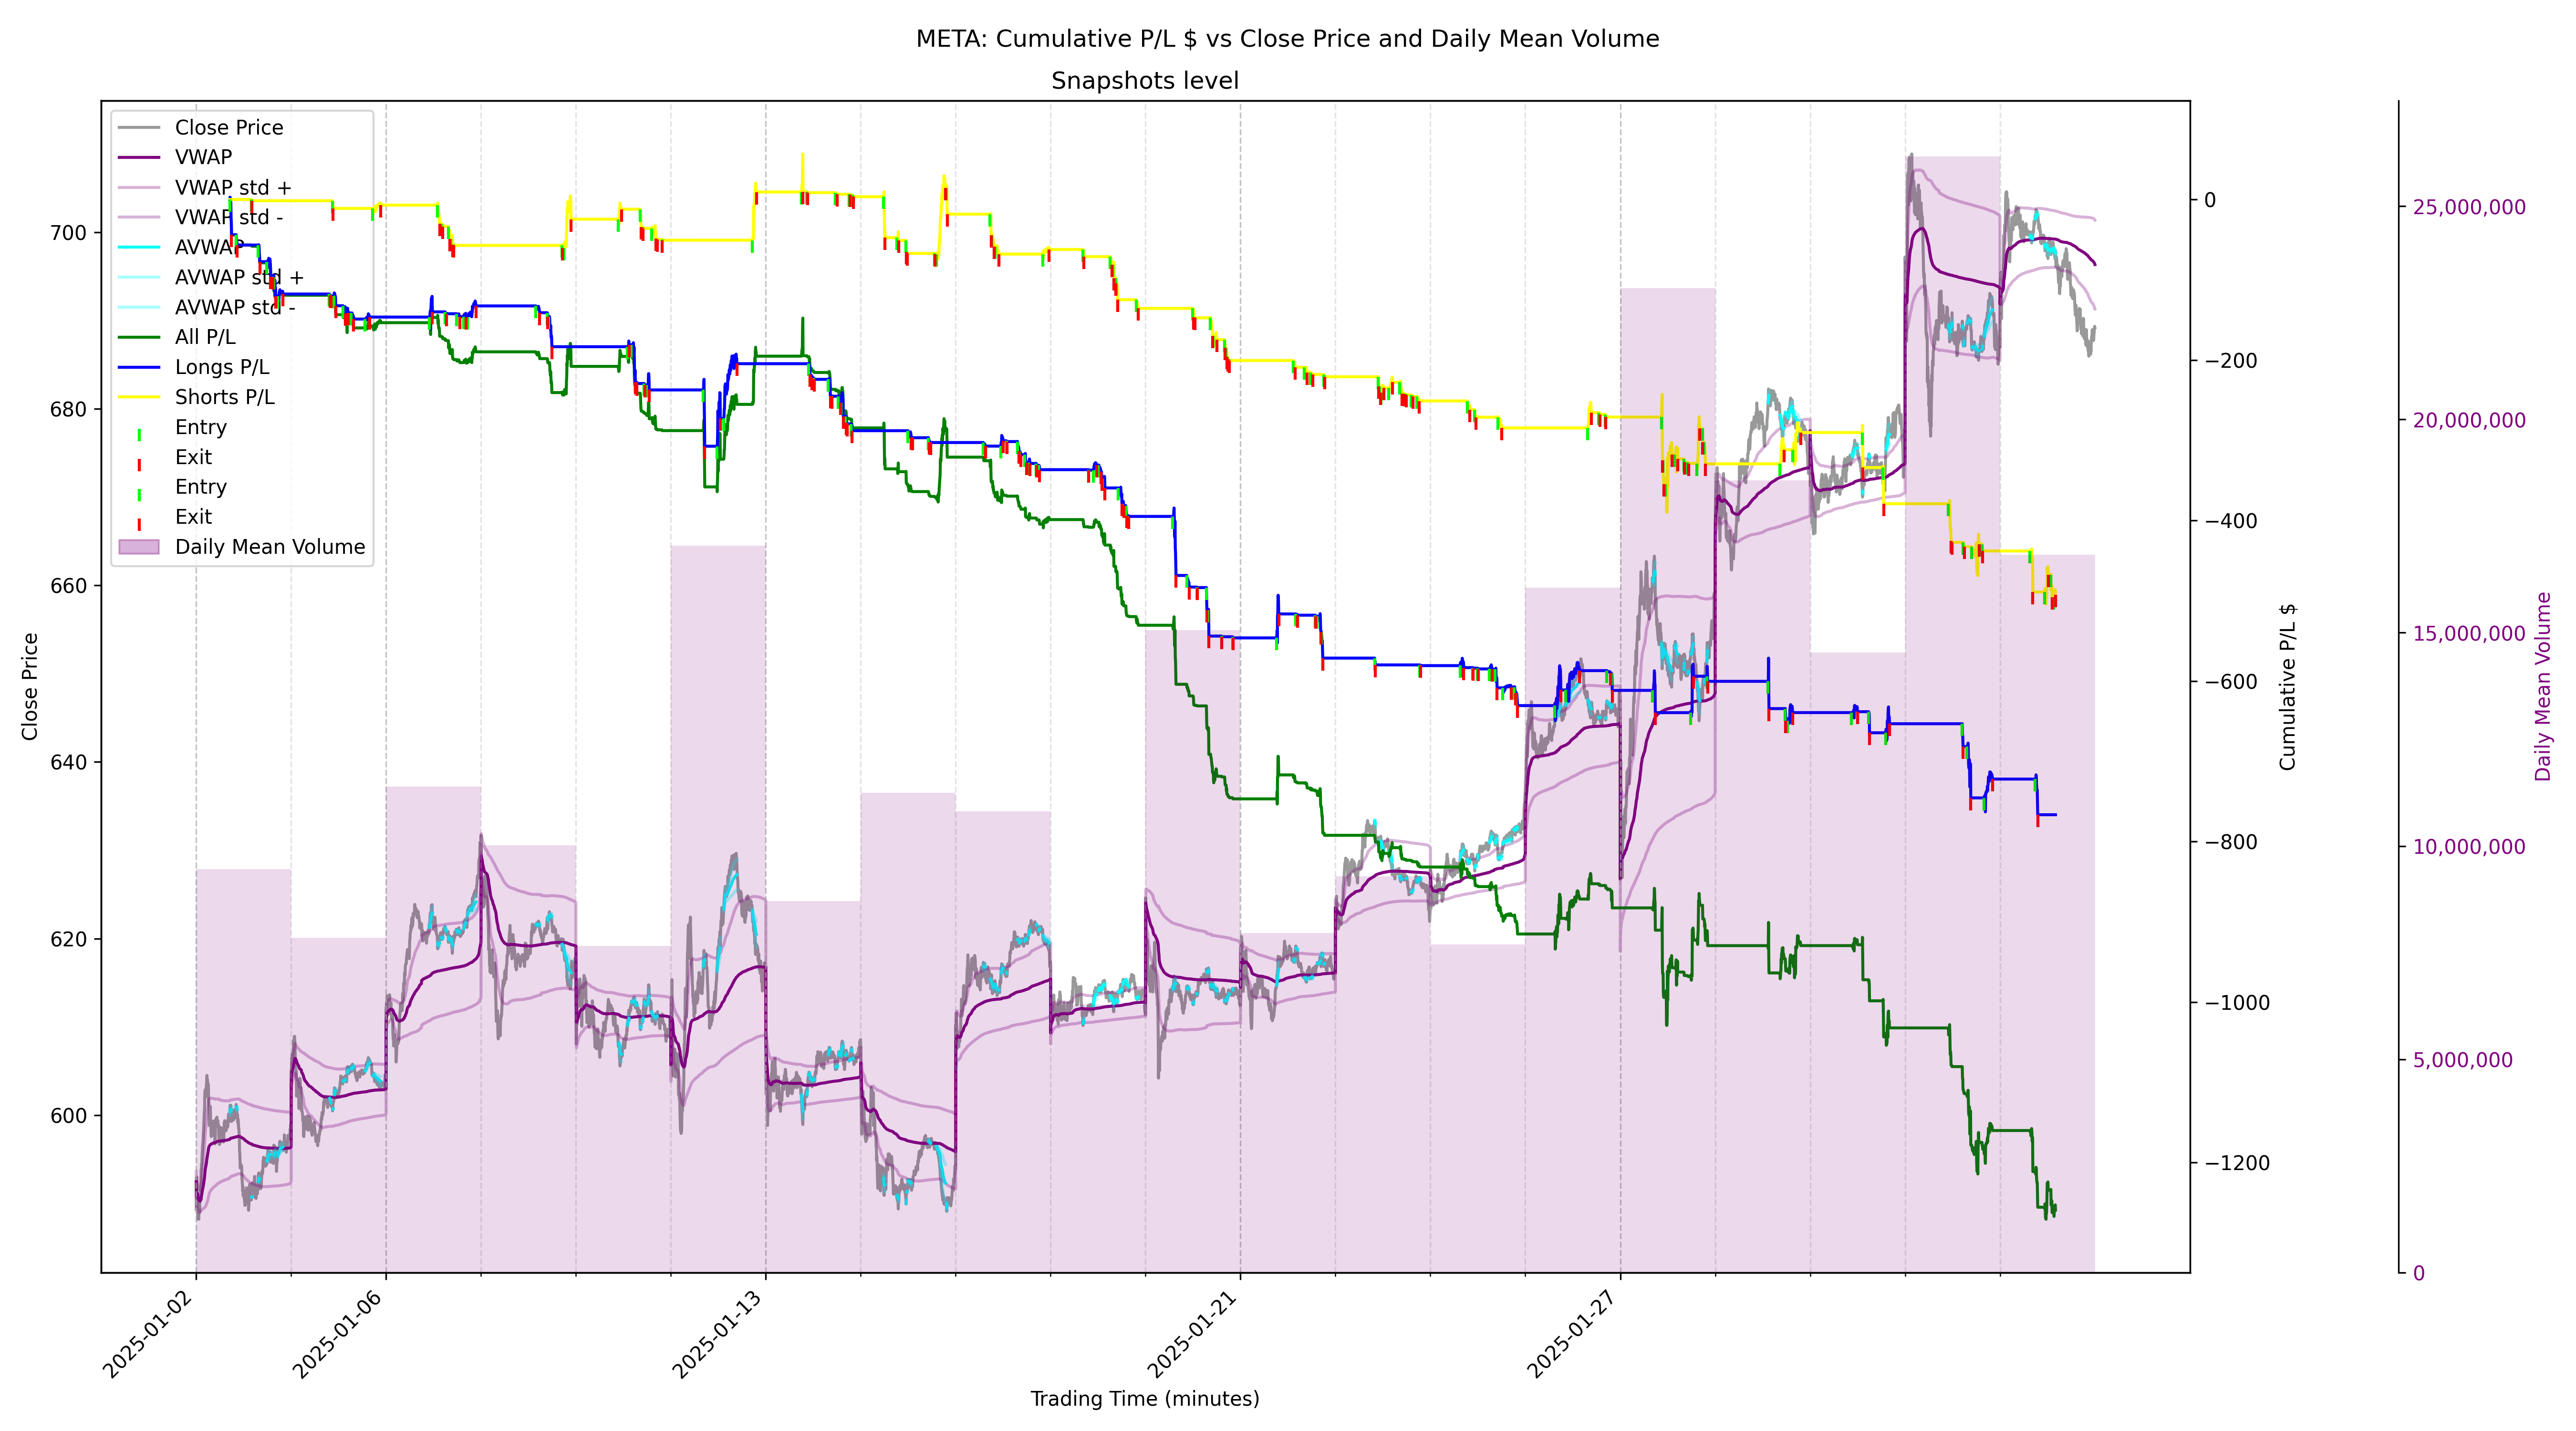 META: Cumulative P/L $ vs Close Price and Daily Mean Volume
Snapshots level
Close Price
VWAP
VWAP std +
VWAP std -
AVWAP
AVWAP std +
AVWAP std -
All P/L
Longs P/L
Shorts P/L
Entry
Exit
Entry
Exit
Daily Mean Volume
700
680
660
640
620
600
Close Price
0
−200
−400
−600
−800
−1000
−1200
Cumulative P/L $
25,000,000
20,000,000
15,000,000
10,000,000
5,000,000
0
Daily Mean Volume
2025-01-02
2025-01-06
2025-01-13
2025-01-21
2025-01-27
Trading Time (minutes)